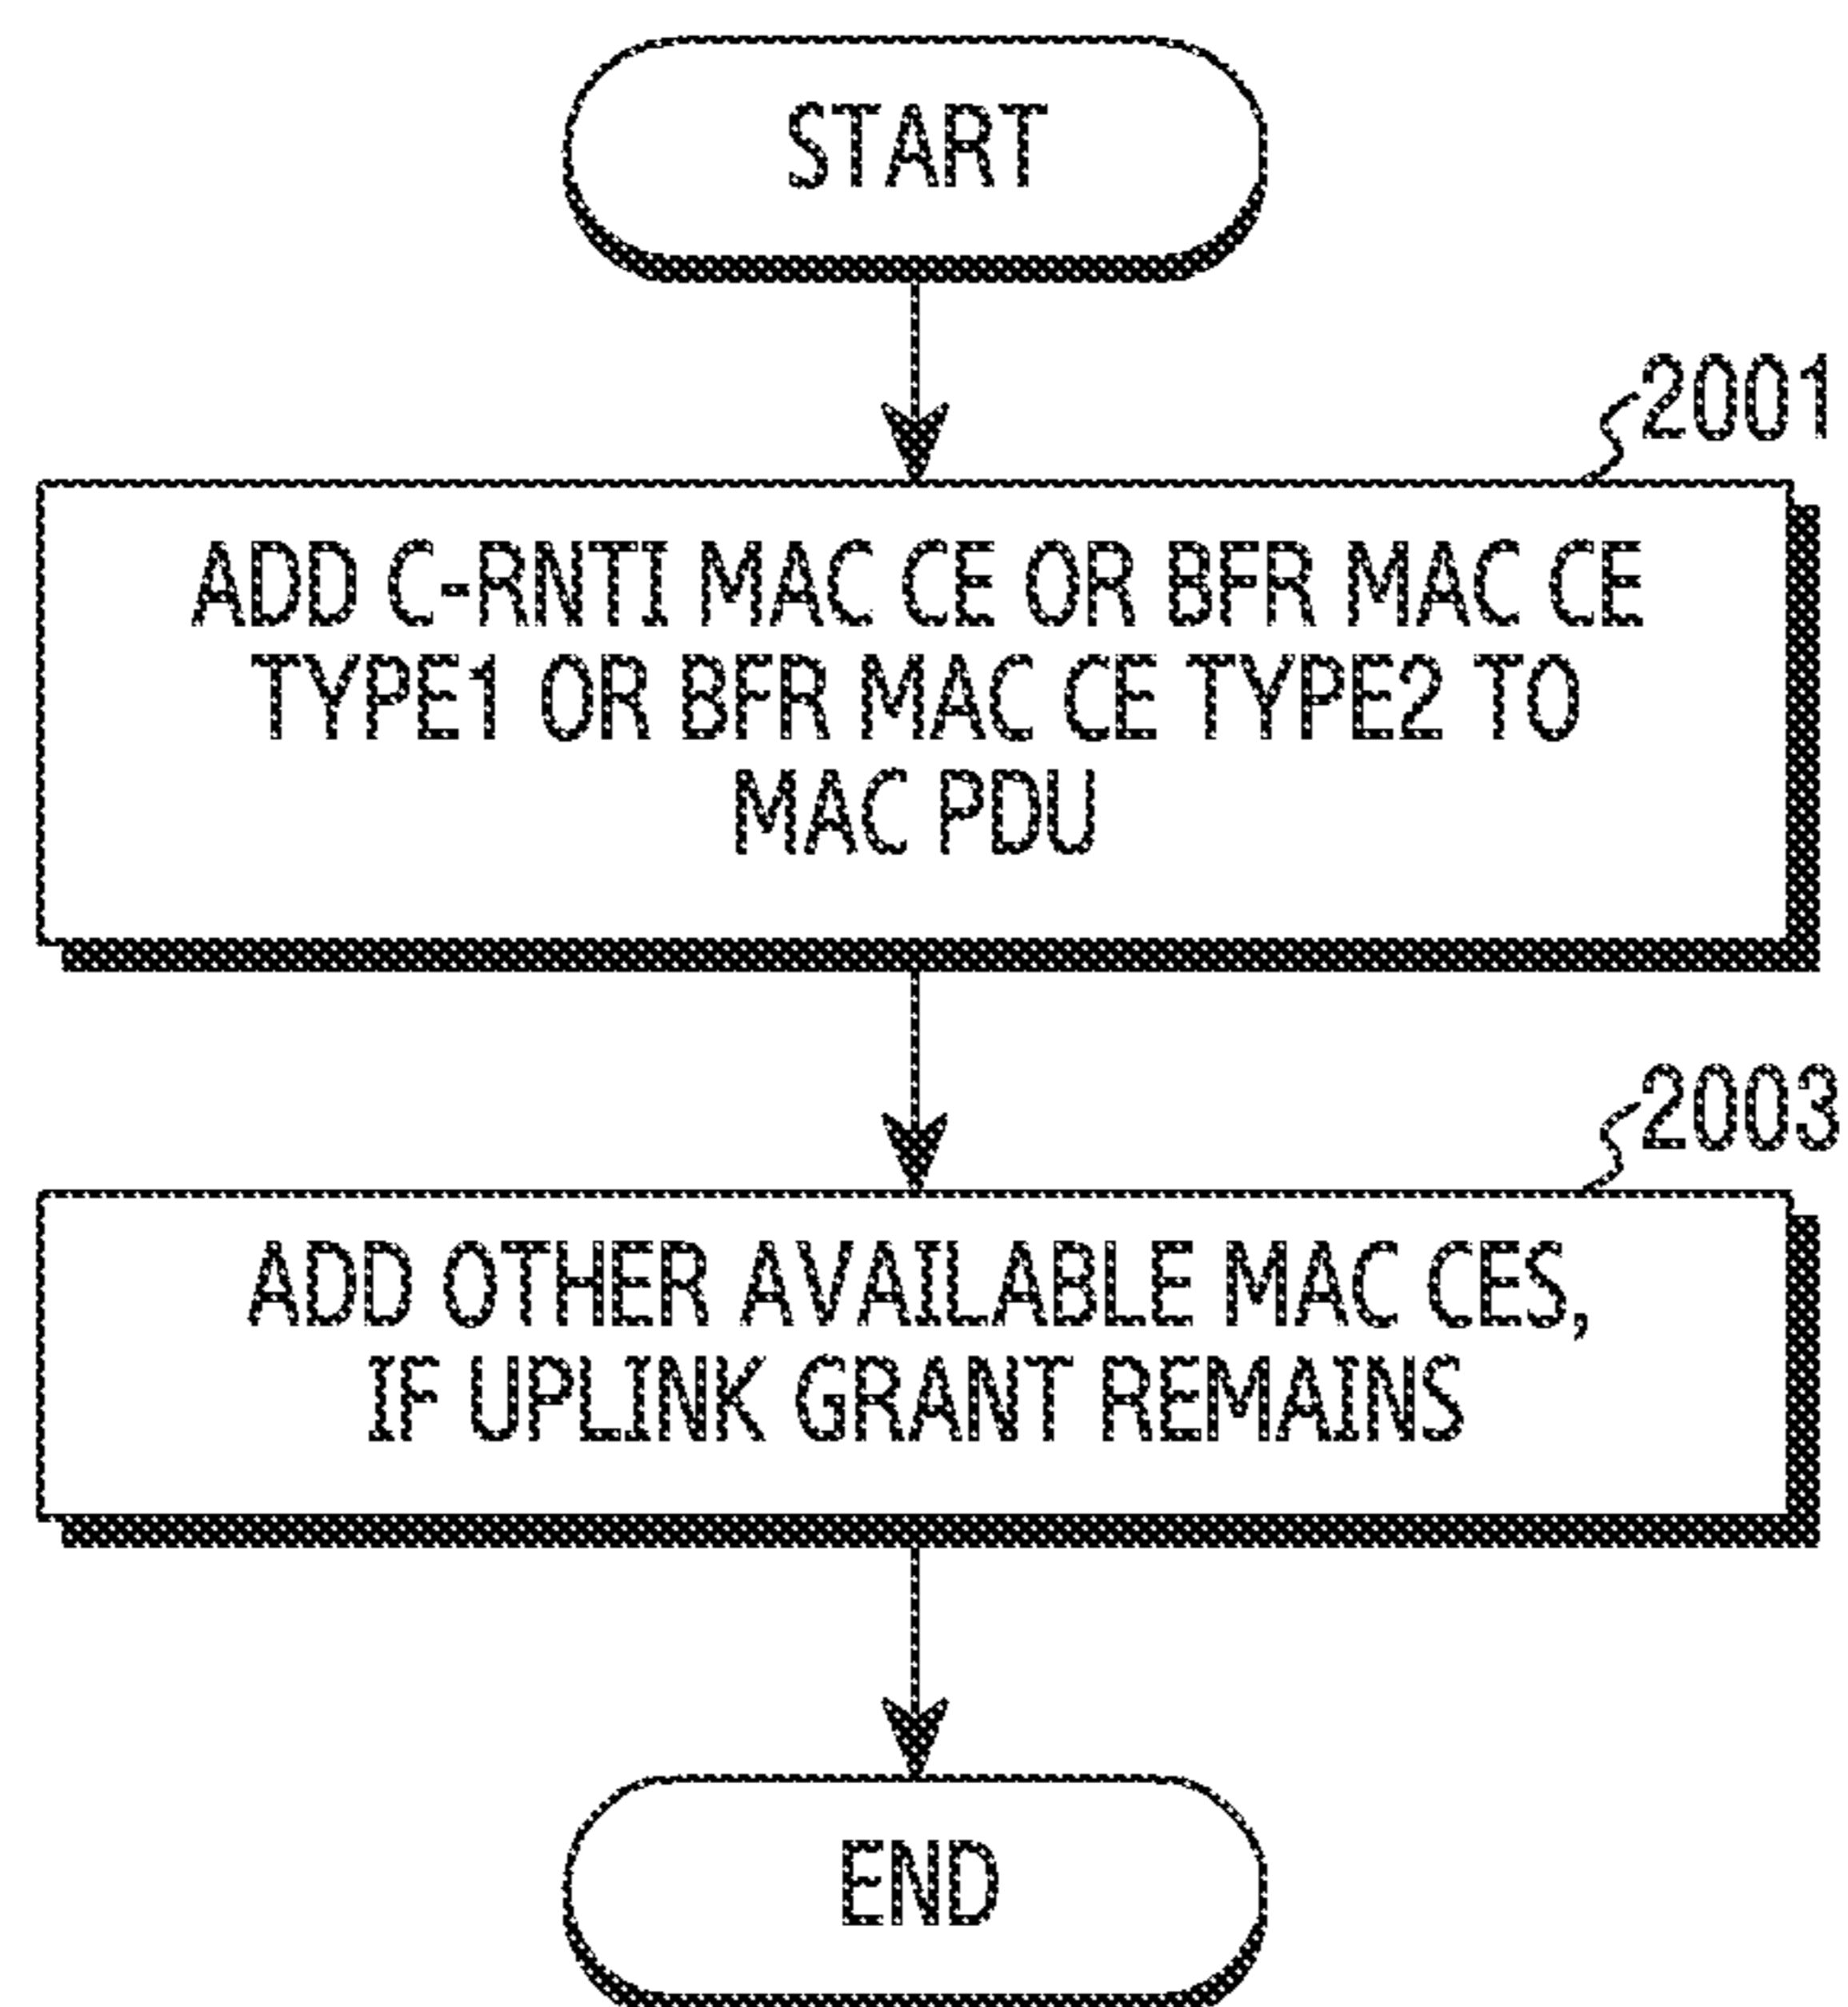 START
2001
ADD C-RNTI MAC CE OR BFR MAC CE
TYPE1 OR BFR MAC CE TYPE2 TO
MAC PDU
2003
ADD OTHER AVAILABLE MAC CES,
IF UPLINK GRANT REMAINS
END